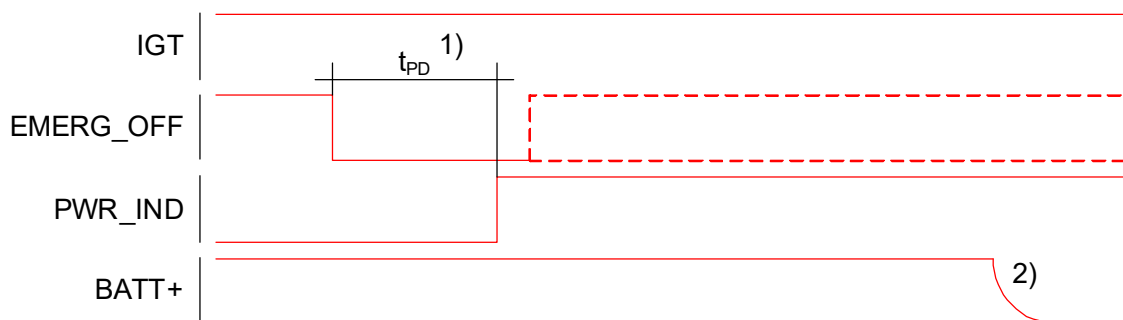 IGT
1)
tPD
EMERG_OFF
PWR_IND
BATT+
2)